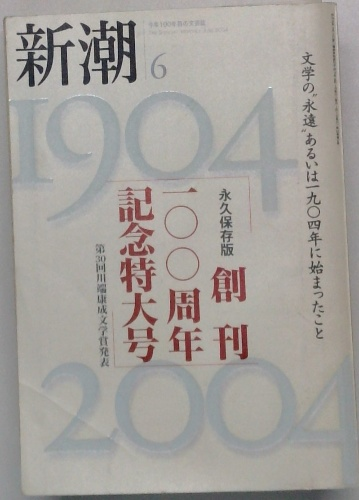 新潮
6
1904
文学の"永遠"あるいは一九〇四年に始まったこと
永久保存版
創刊
一〇〇周年
記念特大号
第30回川端康成文学賞発表
2004